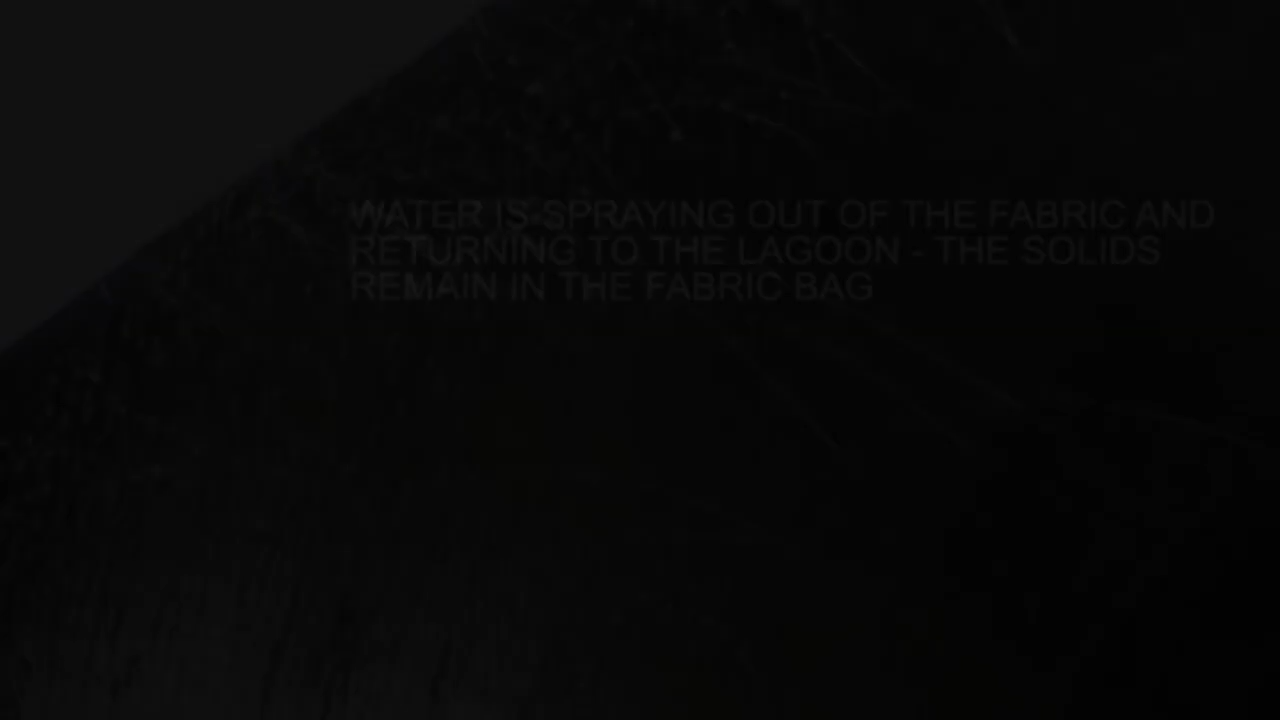 WATER IS SPRAYING OUT OF THE FABRIC AND
RETURNING TO THE LAGOON - THE SOLIDS
REMAIN IN THE FABRIC BAG